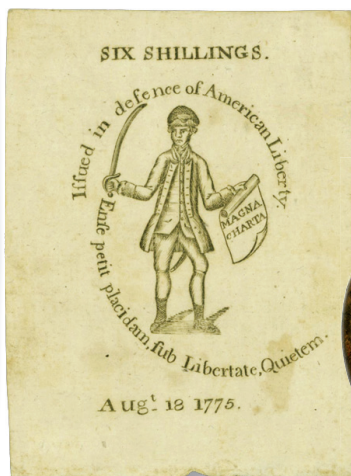 SIX SHILLINGS.
Iſſued in defence of American Liberty.
MAGNA
CHARTA
Enſe petit placidam, ſub Libertate, Quietem.
Augt. 18 1775.